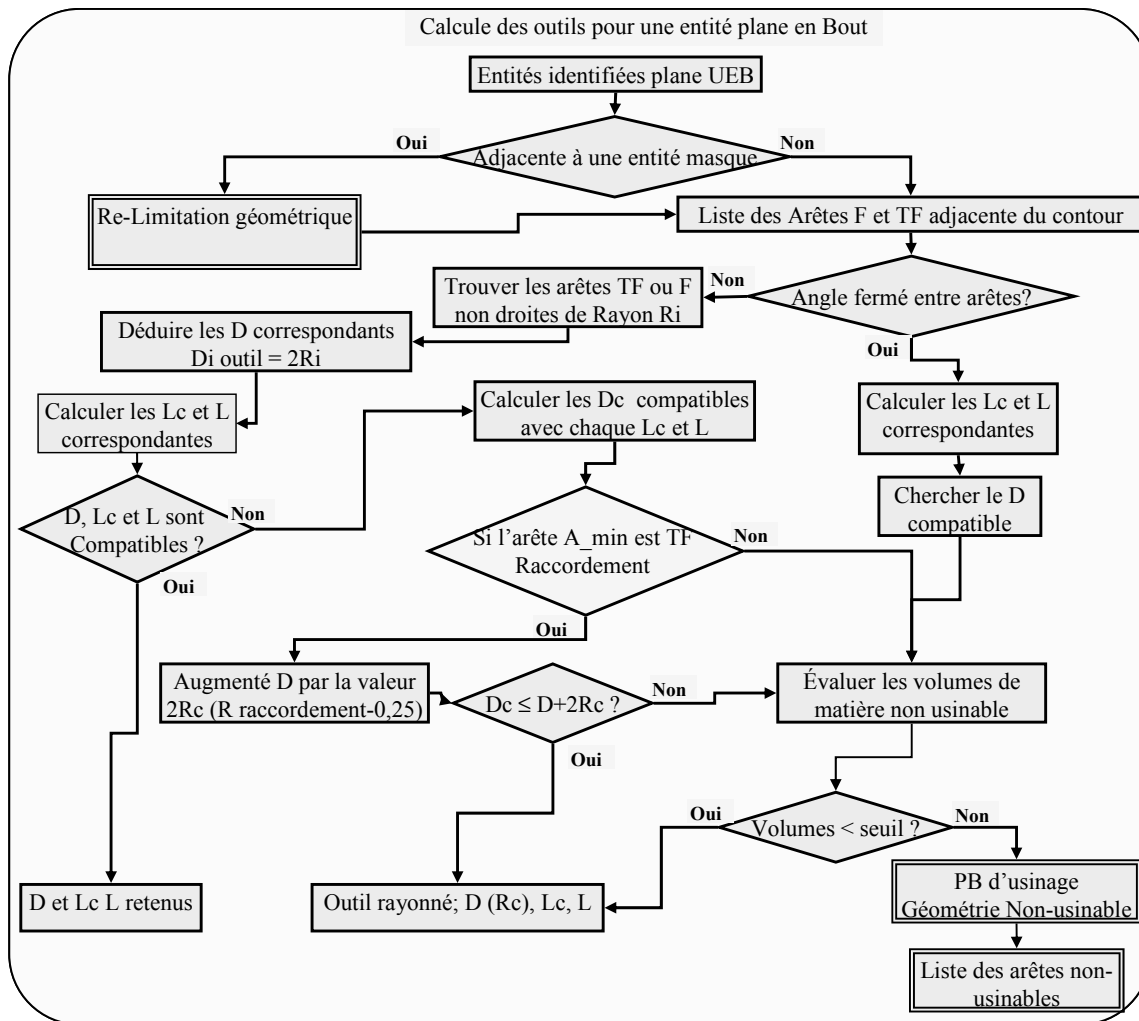 Calcule des outils pour une entité plane en Bout
Entités identifiées plane UEB
Oui
Non
Adjacente à une entité masque
Re-Limitation géométrique
Liste des Arêtes F et TF adjacente du contour
Trouver les arêtes TF ou F
non droites de Rayon Ri
Non
Angle fermé entre arêtes?
Déduire les D correspondants
Di outil = 2Ri
Oui
Calculer les Lc et L
correspondantes
Calculer les Dc compatibles
avec chaque Lc et L
Calculer les Lc et L
correspondantes
D, Lc et L sont
Compatibles ?
Non
Oui
Chercher le D
compatible
Si l’arête A_min est TF
Raccordement
Non
Oui
Augmenté D par la valeur
2Rc (R raccordement-0,25)
Dc ≤ D+2Rc ?
Non
Oui
Évaluer les volumes de
matière non usinable
Oui
Volumes < seuil ?
Non
D et Lc L retenus
Outil rayonné; D (Rc), Lc, L
PB d’usinage
Géométrie Non-usinable
Liste des arêtes non-
usinables